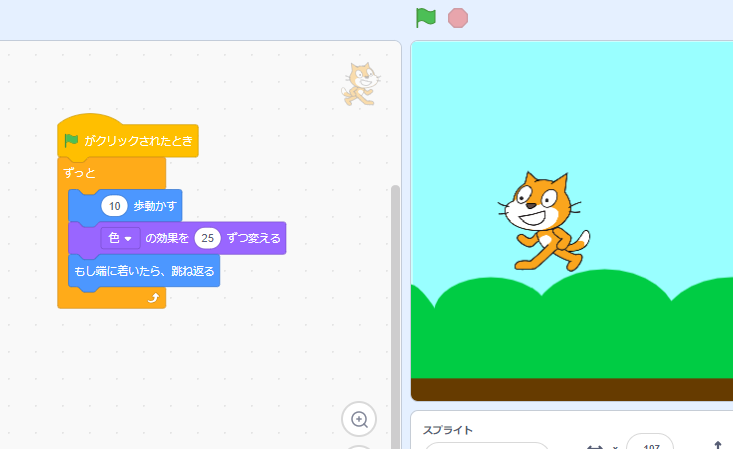 がクリックされたとき
ずっと
10 歩動かす
色 の効果を 25 ずつ変える
もし端に着いたら、跳ね返る
スプライト
x